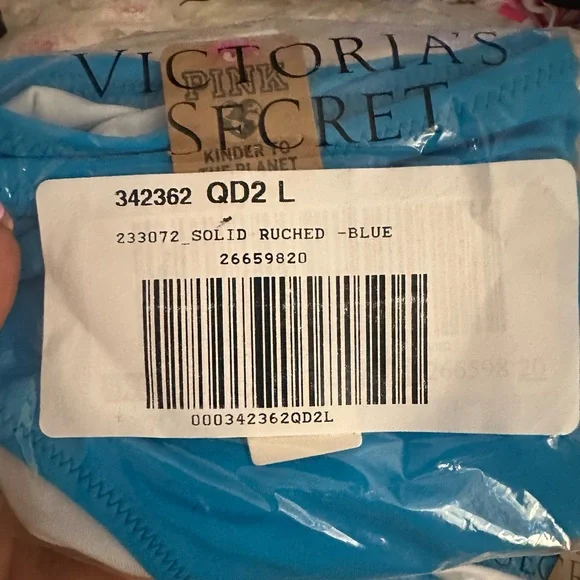 VICTORIA'S
SECRET
PINK
KINDER TO
THE PLANET
342362 QD2 L
233072_SOLID RUCHED -BLUE
26659820
000342362QD2L